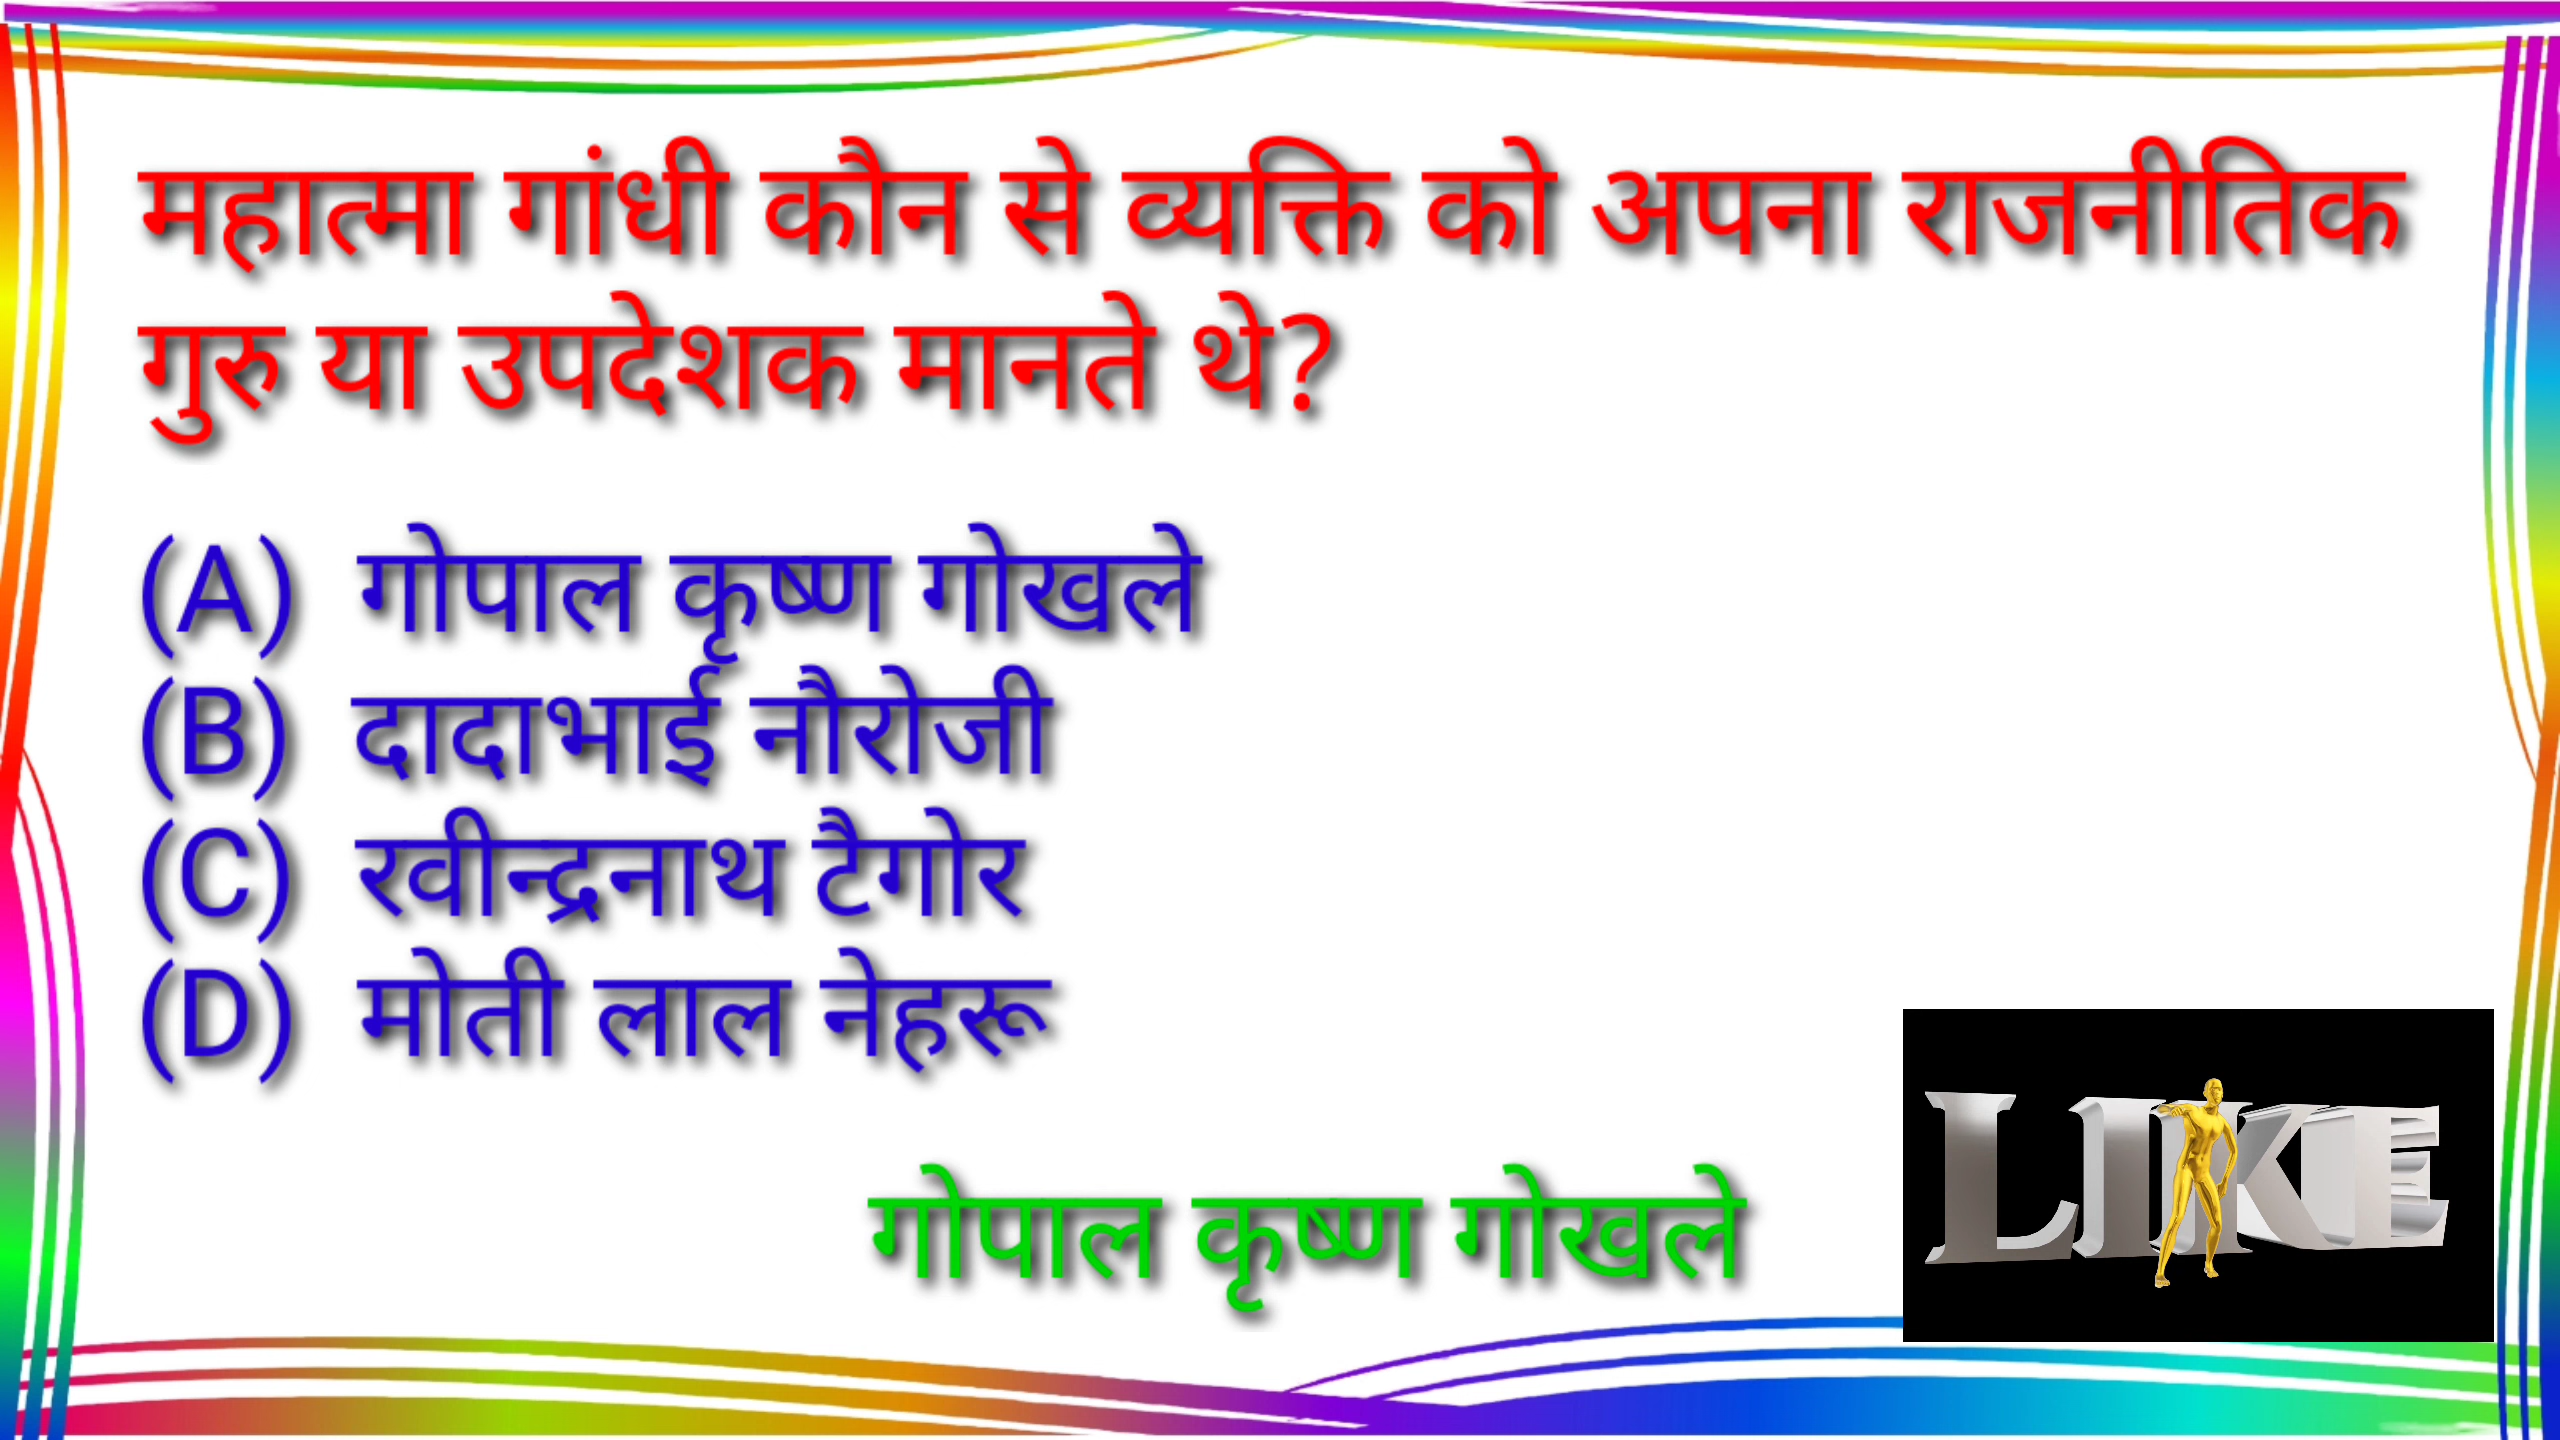 महात्मा गांधी कौन से व्यक्ति को अपना राजनीतिक
गुरु या उपदेशक मानते थे?
(A) गोपाल कृष्ण गोखले
(B) दादाभाई नौरोजी
(C) रवीन्द्रनाथ टैगोर
(D) मोती लाल नेहरू
गोपाल कृष्ण गोखले
LIKE